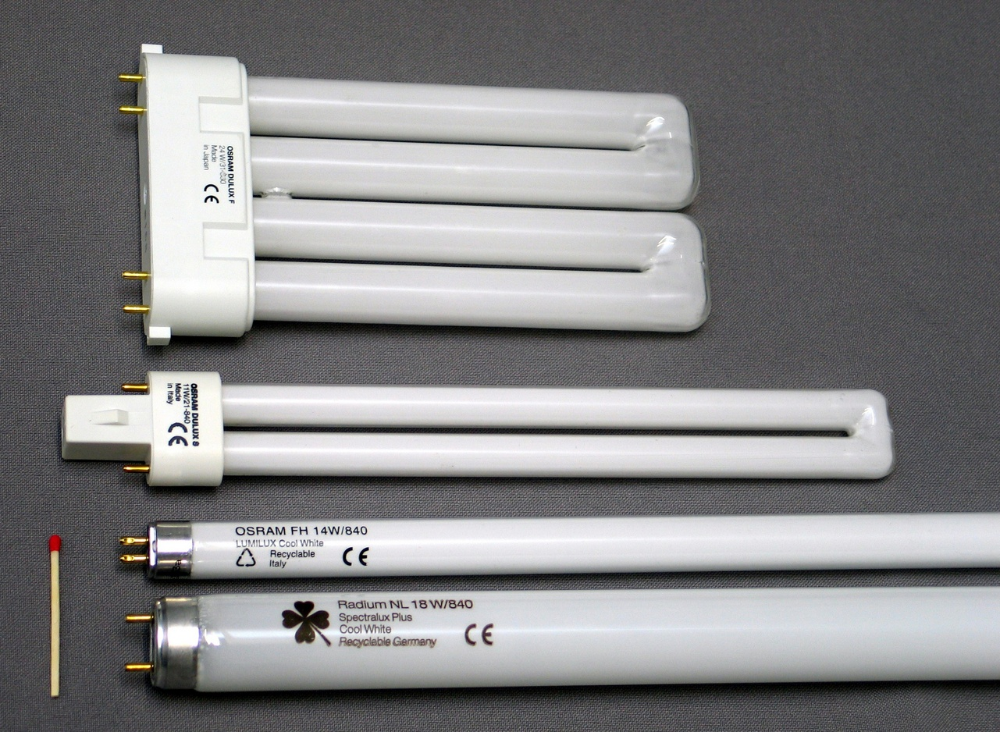 OSRAM DULUX F
24 W/31-830
Made
in Japan
CE
OSRAM DULUX S
11W/21-840
Made
in Italy
CE
OSRAM FH 14W/840
LUMILUX Cool White
Recyclable
Italy
CE
Radium NL 18 W/840
Spectralux Plus
Cool White
Recyclable Germany
CE